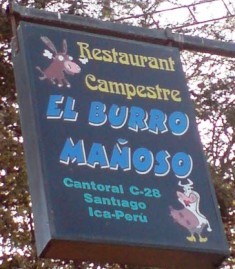 Restaurant
Campestre
EL BURRO
MAÑOSO
Cantoral C-28
Santiago
Ica-Perú